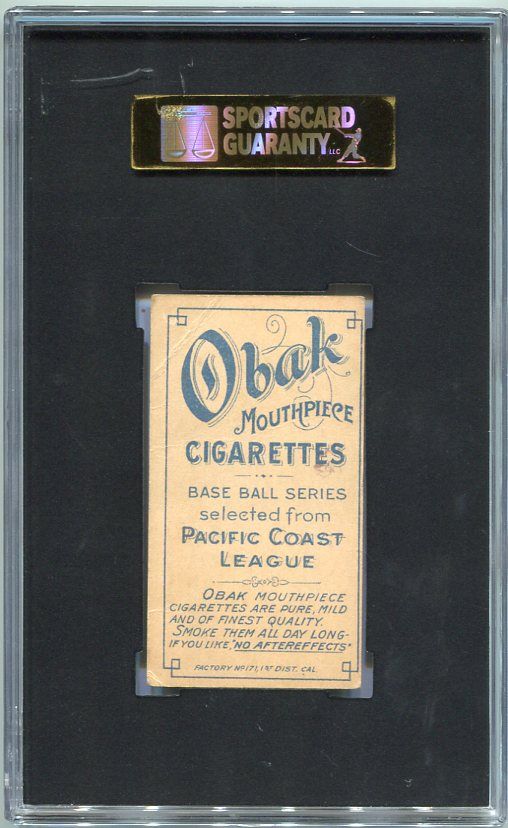 SPORTSCARD
GUARANTY LLC
Obak
MOUTHPIECE
CIGARETTES
BASE BALL SERIES
selected from
PACIFIC COAST
LEAGUE
OBAK MOUTHPIECE
CIGARETTES ARE PURE, MILD
AND OF FINEST QUALITY.
SMOKE THEM ALL DAY LONG-
IF YOU LIKE, "NO AFTEREFFECTS"
FACTORY Nº 171, 1ST DIST. CAL.